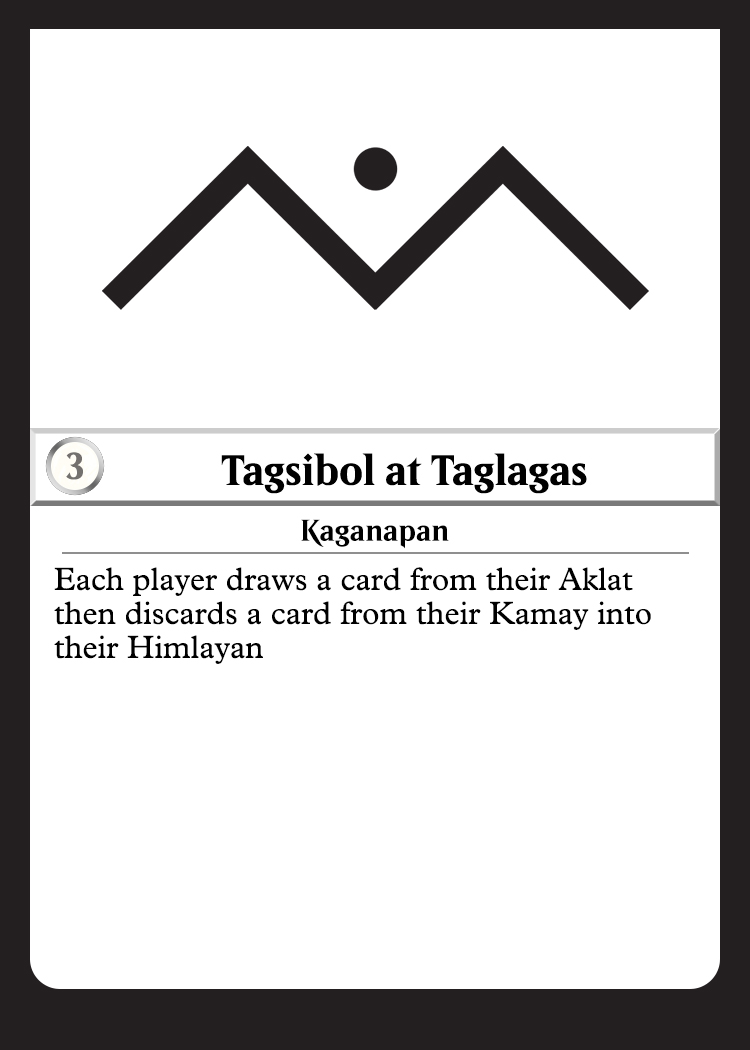 3
Tagsibol at Taglagas
Kaganapan
Each player draws a card from their Aklat
then discards a card from their Kamay into
their Himlayan